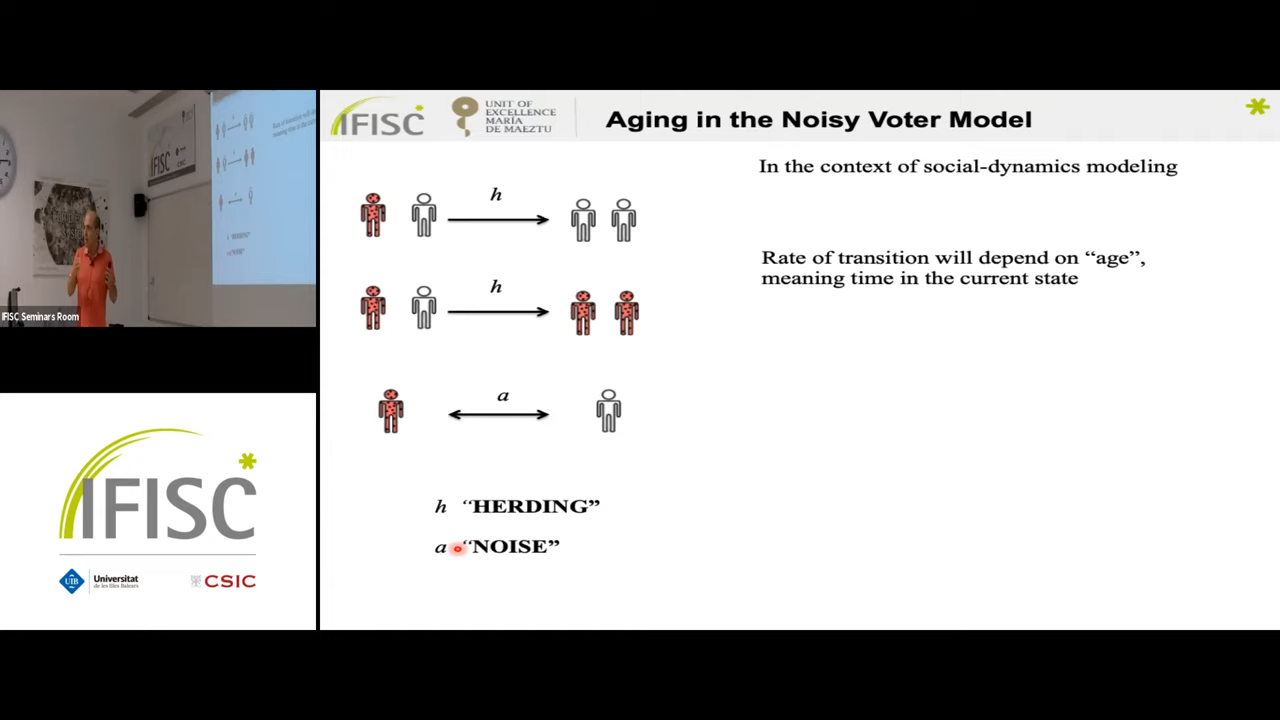 IFISC
UNIT OF
EXCELLENCE
MARÍA
DE MAEZTU
Aging in the Noisy Voter Model
In the context of social-dynamics modeling
h
Rate of transition will depend on “age”,
meaning time in the current state
h
a
h “HERDING”
a “NOISE”
IFISC Seminars Room
IFISC
UIB
Universitat
de les Illes Balears
CSIC